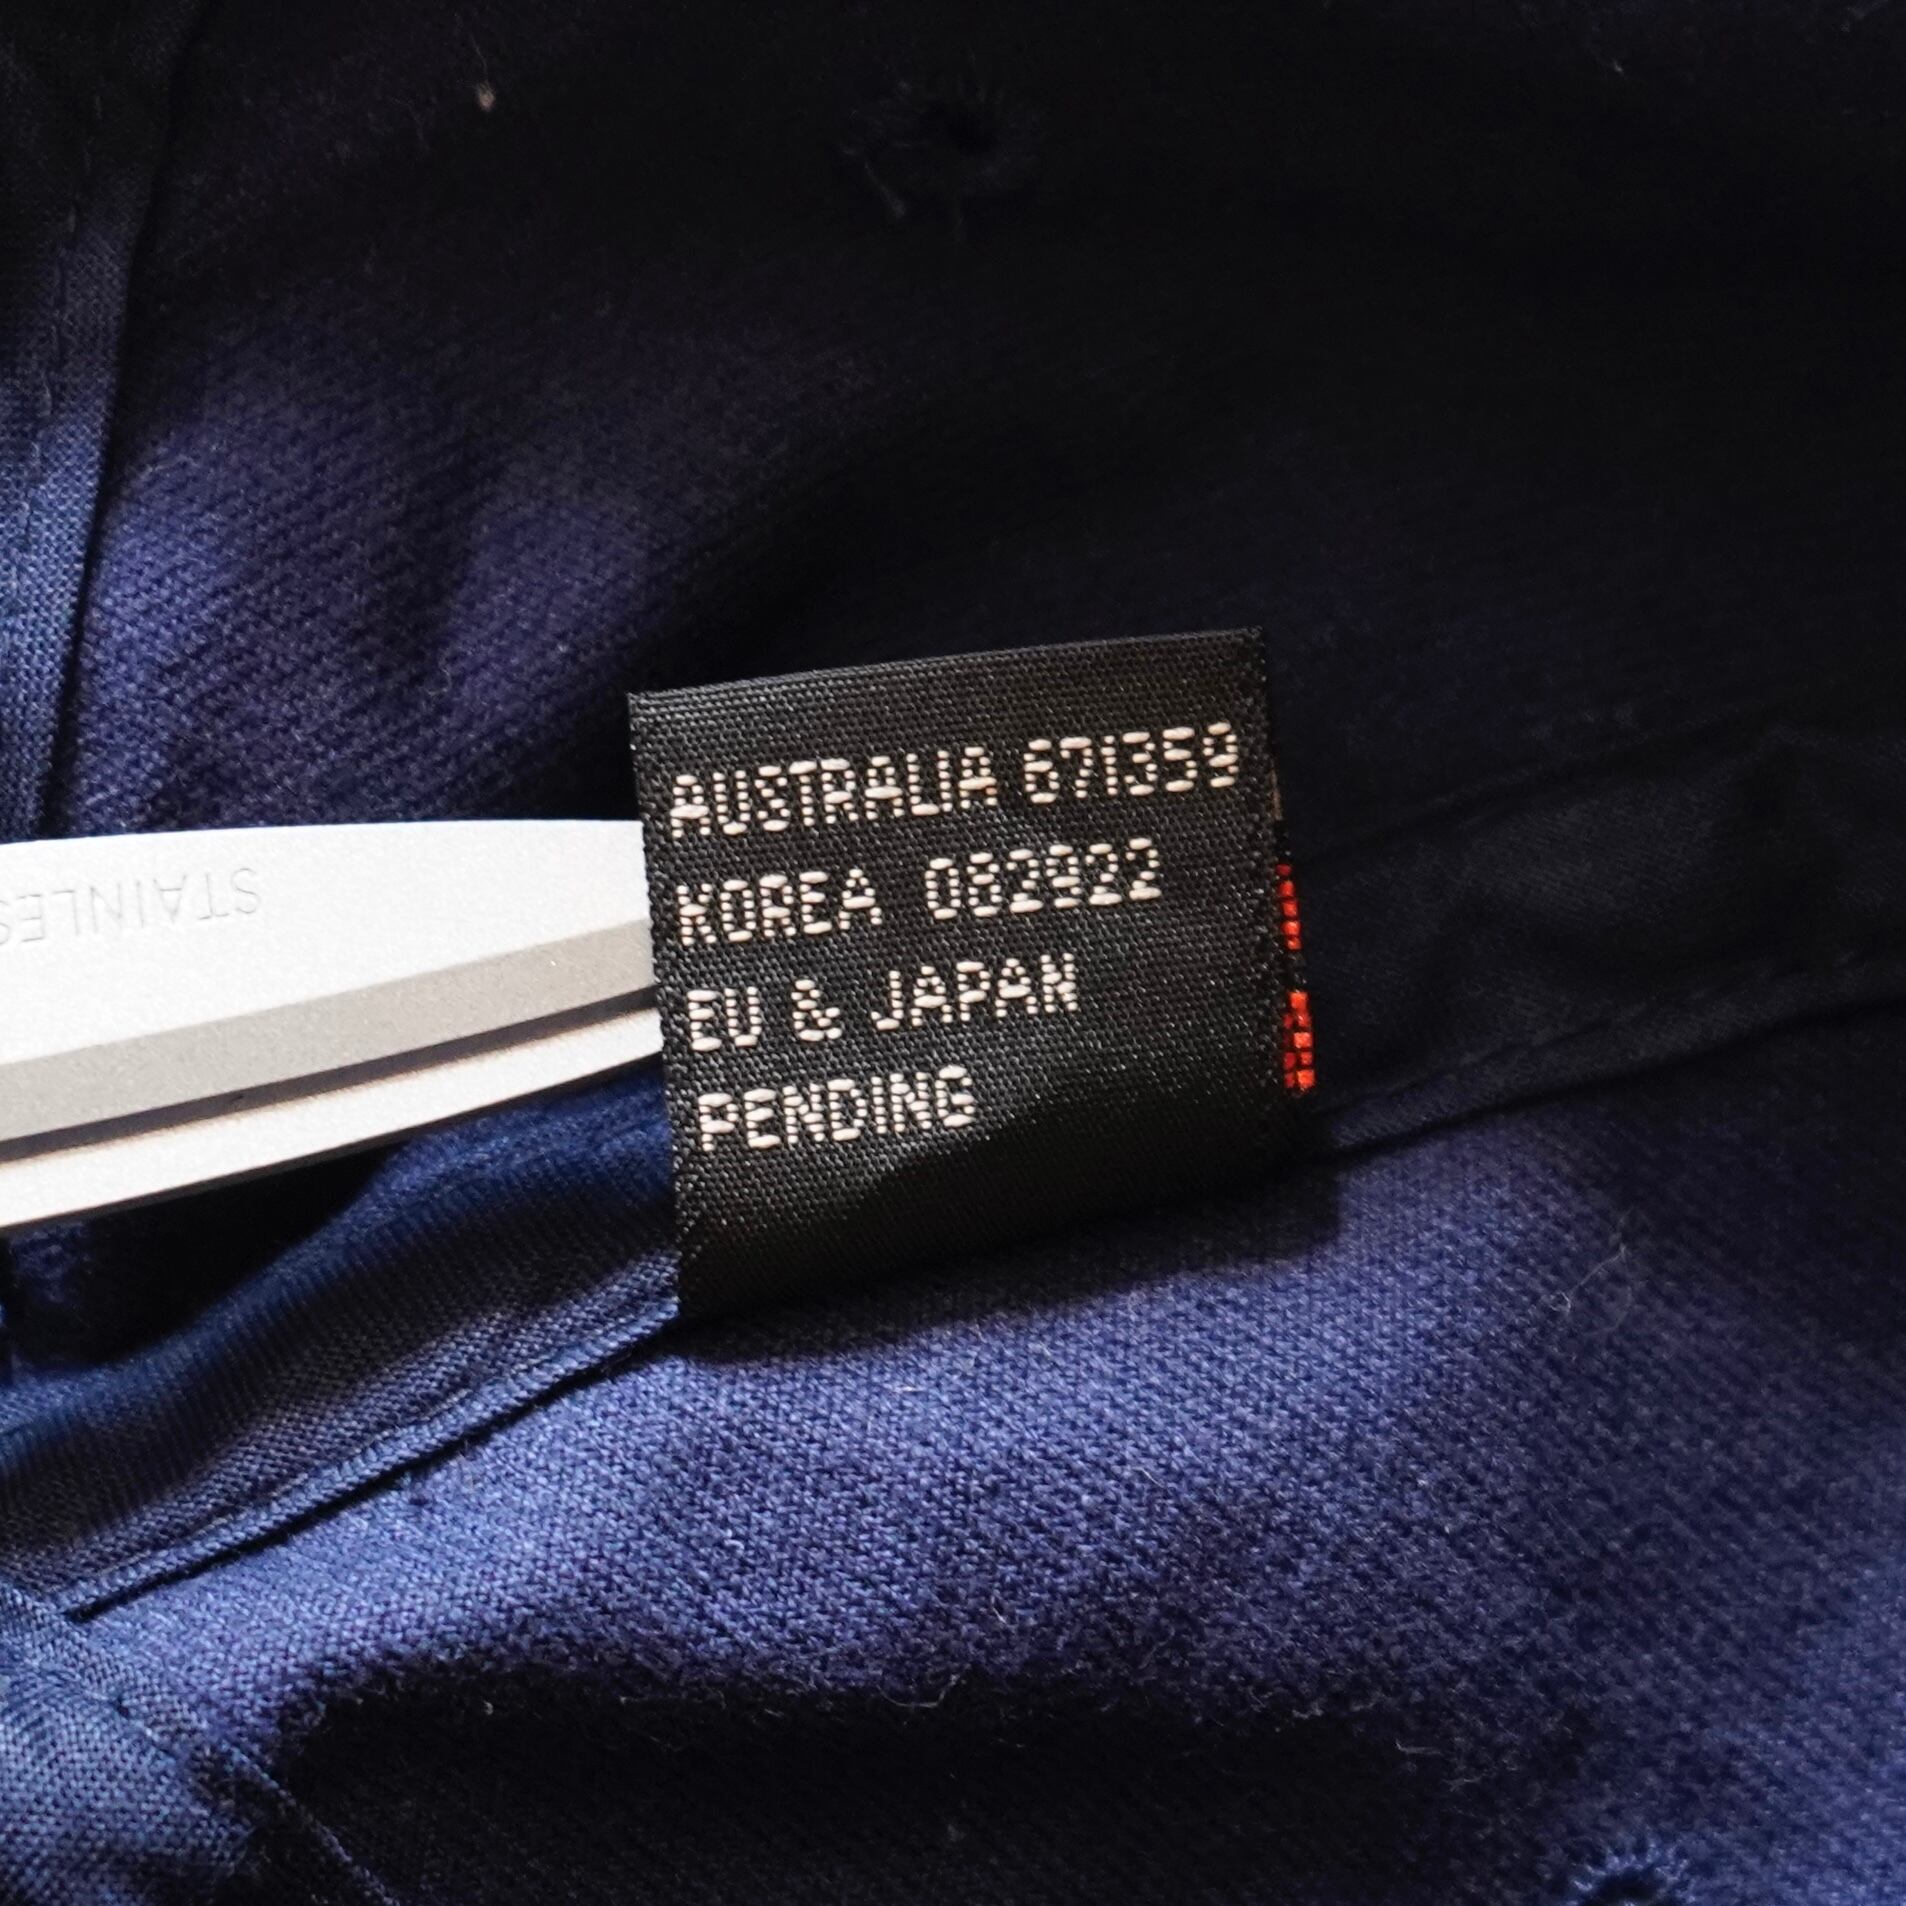 AUSTRALIA 671359
KOREA 082922
EU & JAPAN
PENDING
STAINLES